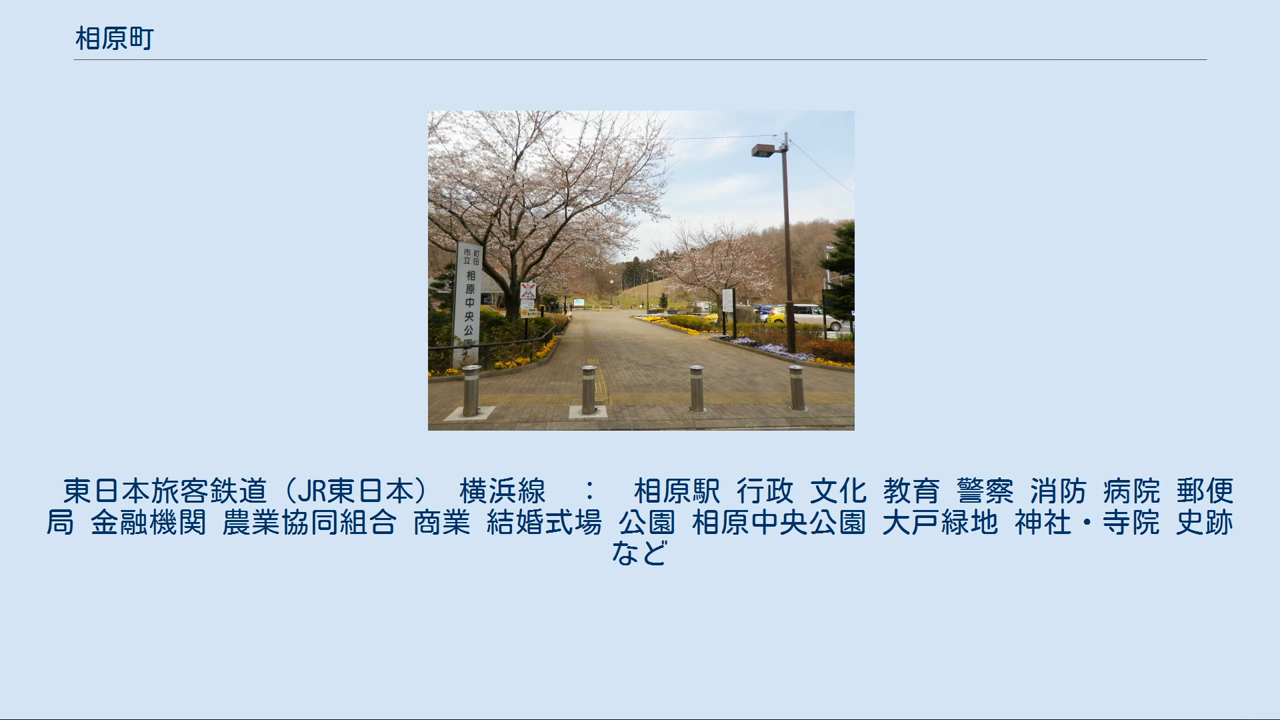 相原町
町田
市立
相原中央公園
東日本旅客鉄道（JR東日本） 横浜線　：　相原駅 行政 文化 教育 警察 消防 病院 郵便
局 金融機関 農業協同組合 商業 結婚式場 公園 相原中央公園 大戸緑地 神社・寺院 史跡
など